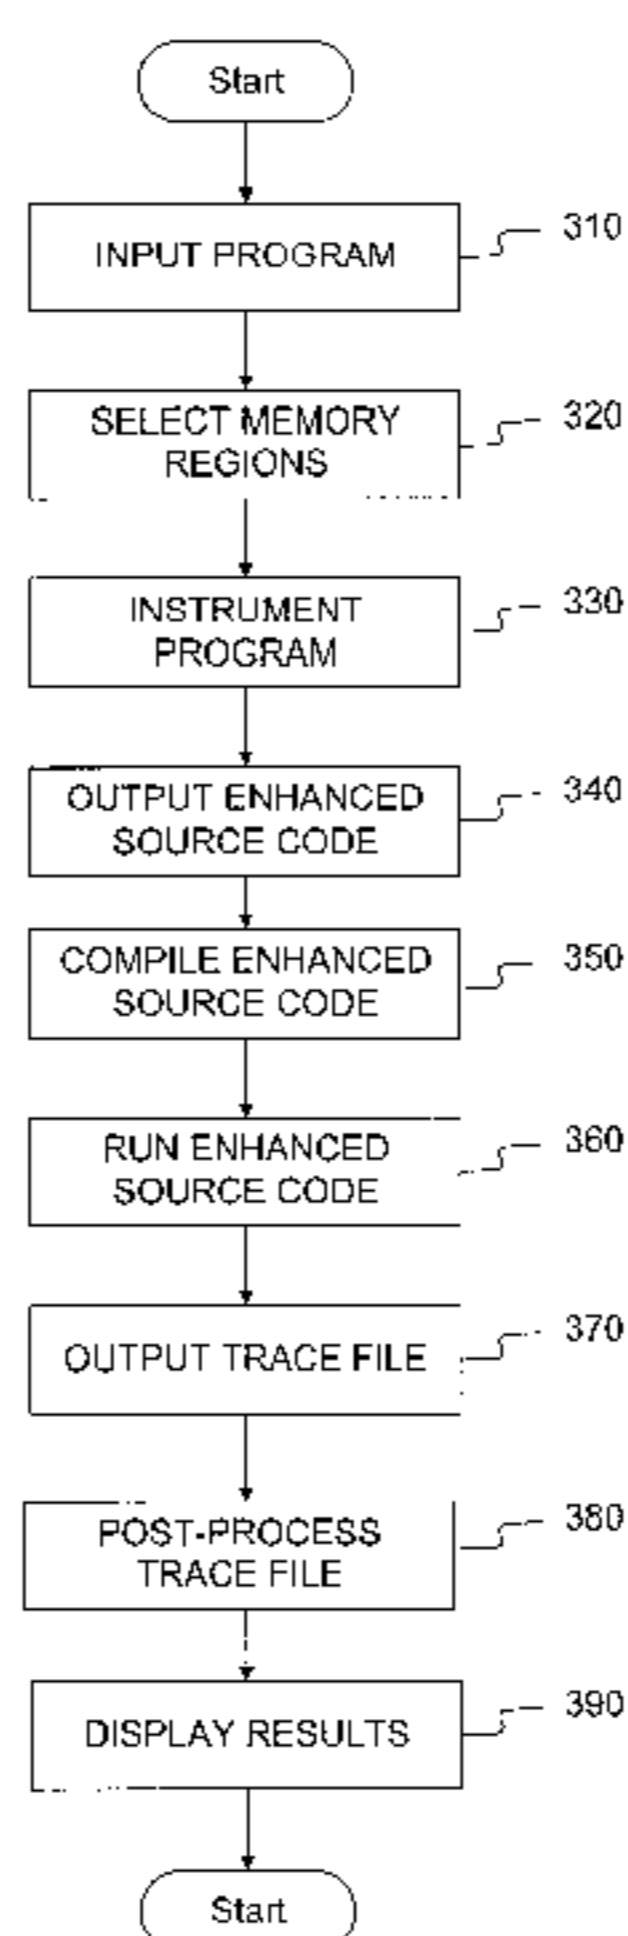 Start
INPUT PROGRAM
310
SELECT MEMORY
REGIONS
320
INSTRUMENT
PROGRAM
330
OUTPUT ENHANCED
SOURCE CODE
340
COMPILE ENHANCED
SOURCE CODE
350
RUN ENHANCED
SOURCE CODE
360
OUTPUT TRACE FILE
370
POST-PROCESS
TRACE FILE
380
DISPLAY RESULTS
390
Start